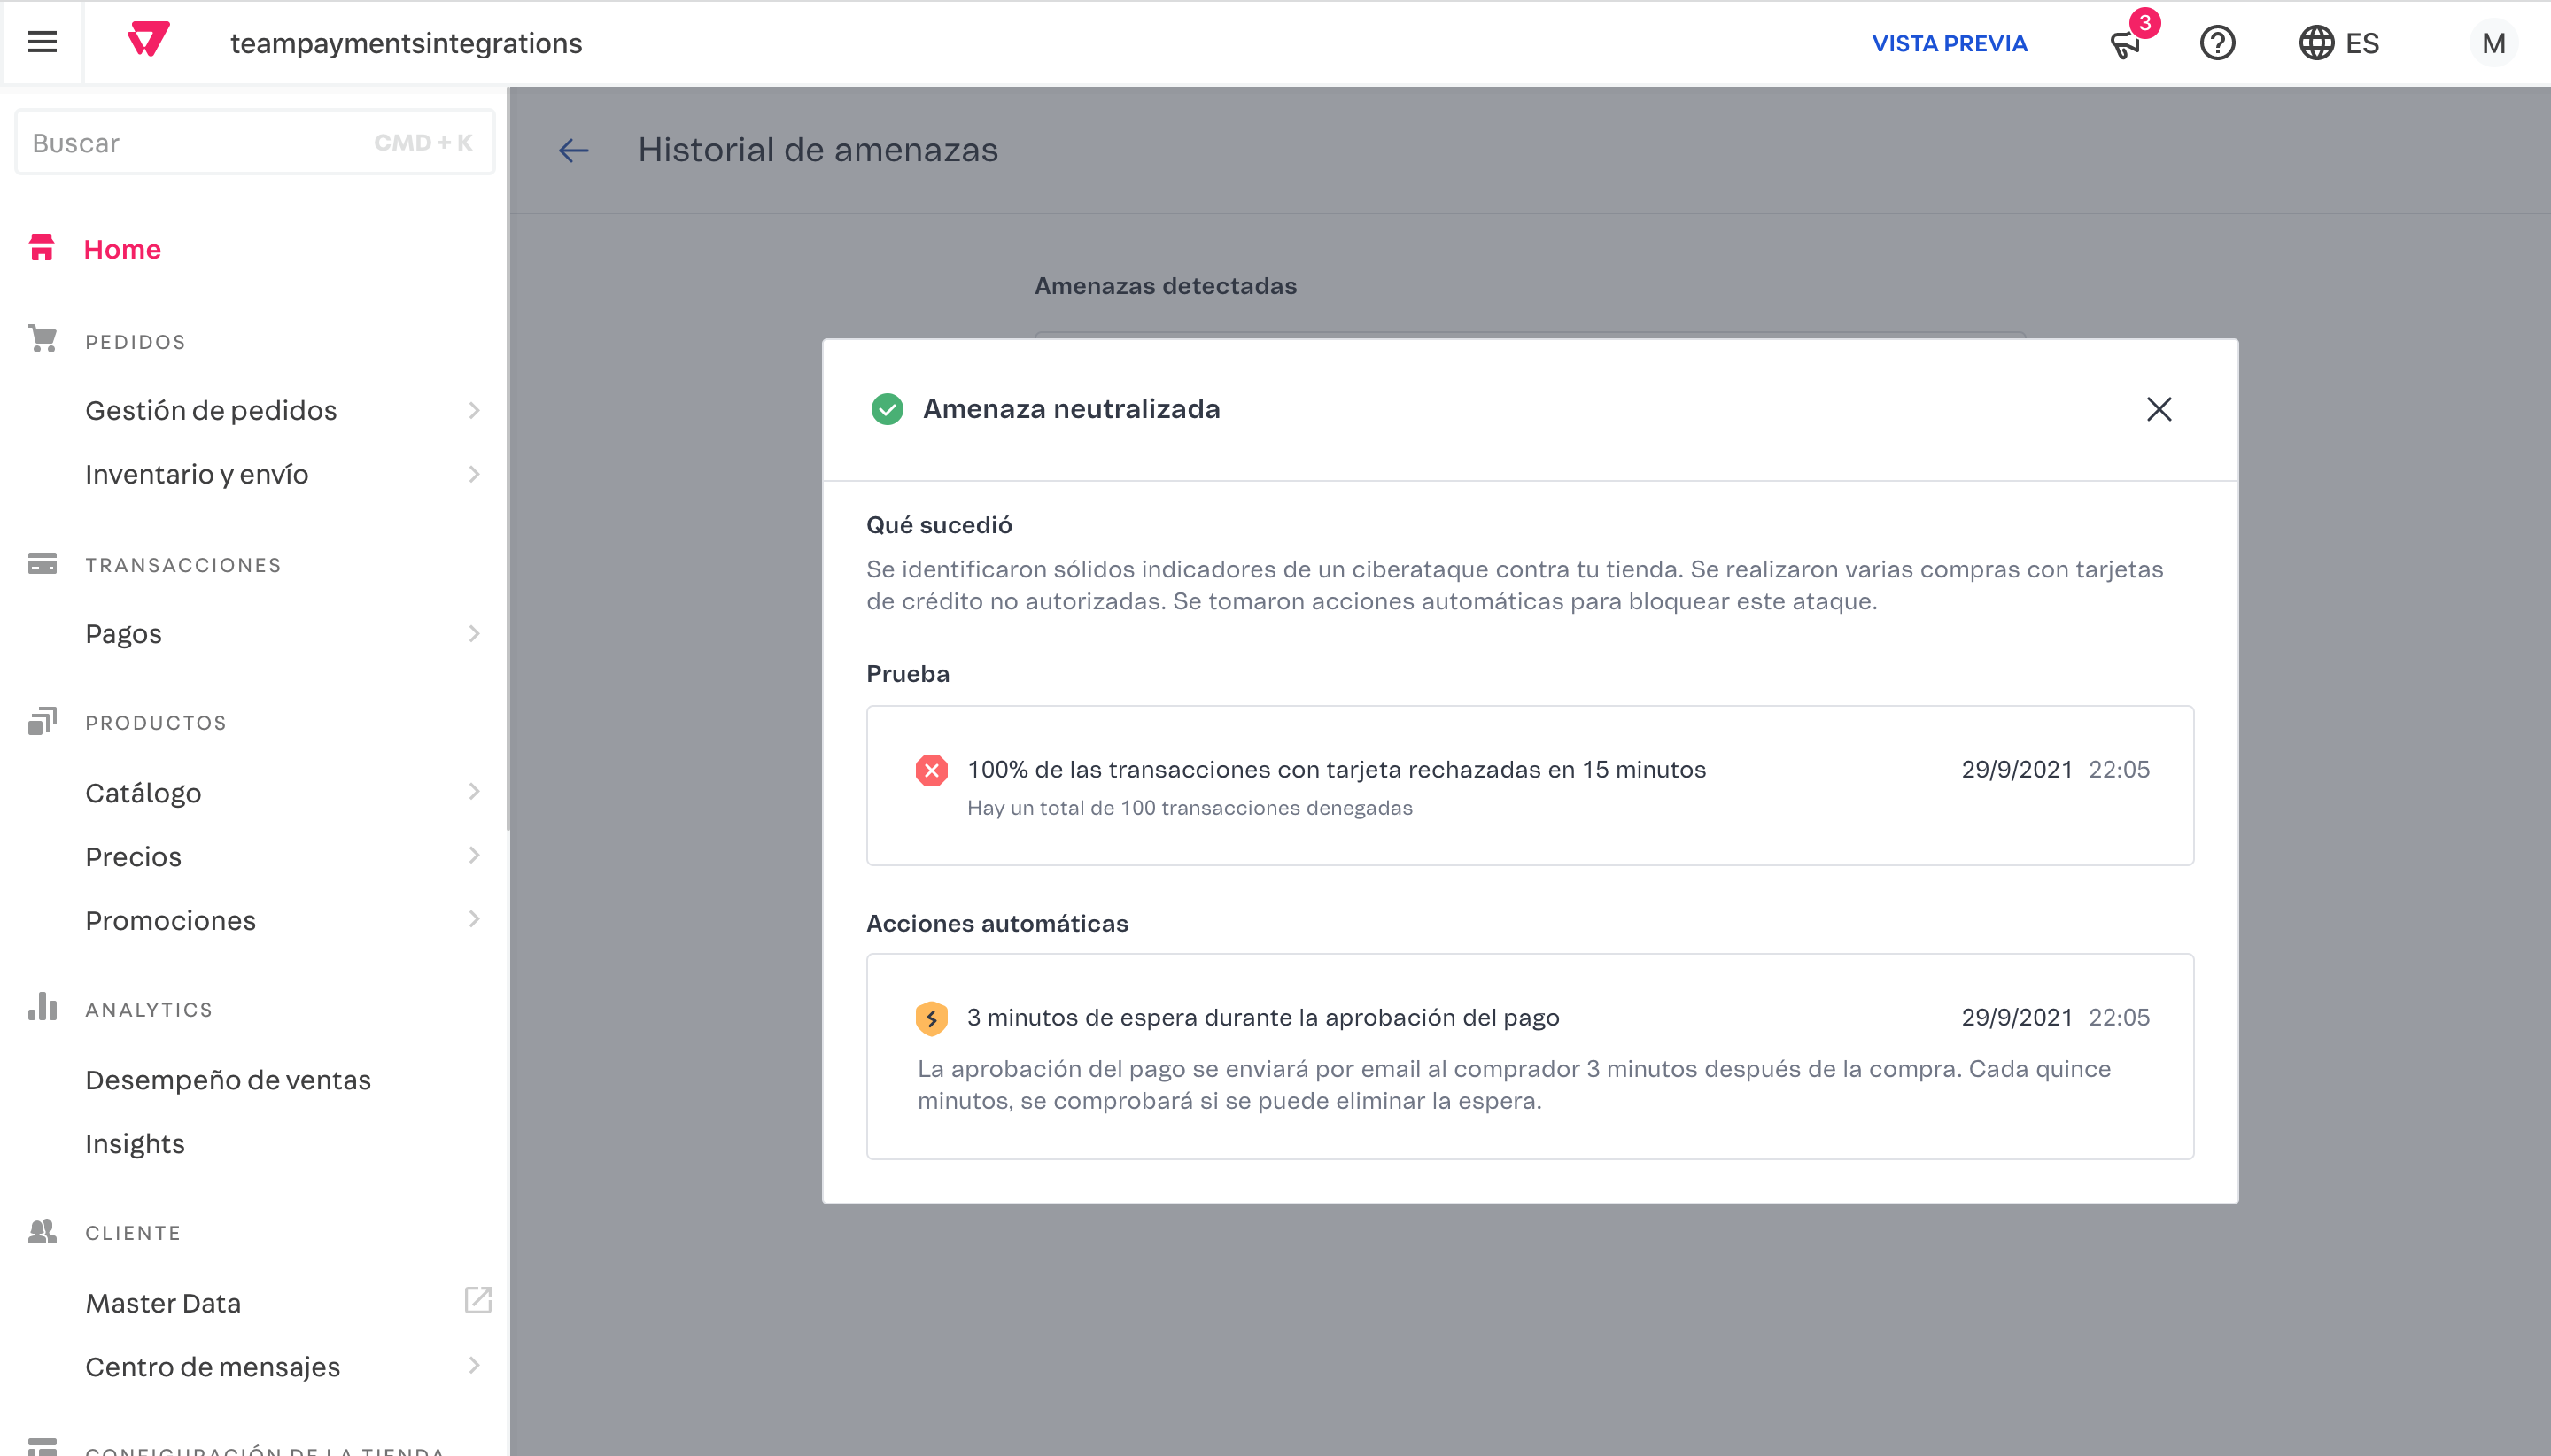 teampaymentsintegrations
VISTA PREVIA
3
ES
M
Buscar
CMD + K
Home
PEDIDOS
Gestión de pedidos
Inventario y envío
TRANSACCIONES
Pagos
PRODUCTOS
Catálogo
Precios
Promociones
ANALYTICS
Desempeño de ventas
Insights
CLIENTE
Master Data
Centro de mensajes
CONFIGURACIÓN DE LA TIENDA
Historial de amenazas
Amenazas detectadas
Amenaza neutralizada
Qué sucedió
Se identificaron sólidos indicadores de un ciberataque contra tu tienda. Se realizaron varias compras con tarjetas
de crédito no autorizadas. Se tomaron acciones automáticas para bloquear este ataque.
Prueba
100% de las transacciones con tarjeta rechazadas en 15 minutos
29/9/2021 22:05
Hay un total de 100 transacciones denegadas
Acciones automáticas
3 minutos de espera durante la aprobación del pago
29/9/2021 22:05
La aprobación del pago se enviará por email al comprador 3 minutos después de la compra. Cada quince
minutos, se comprobará si se puede eliminar la espera.